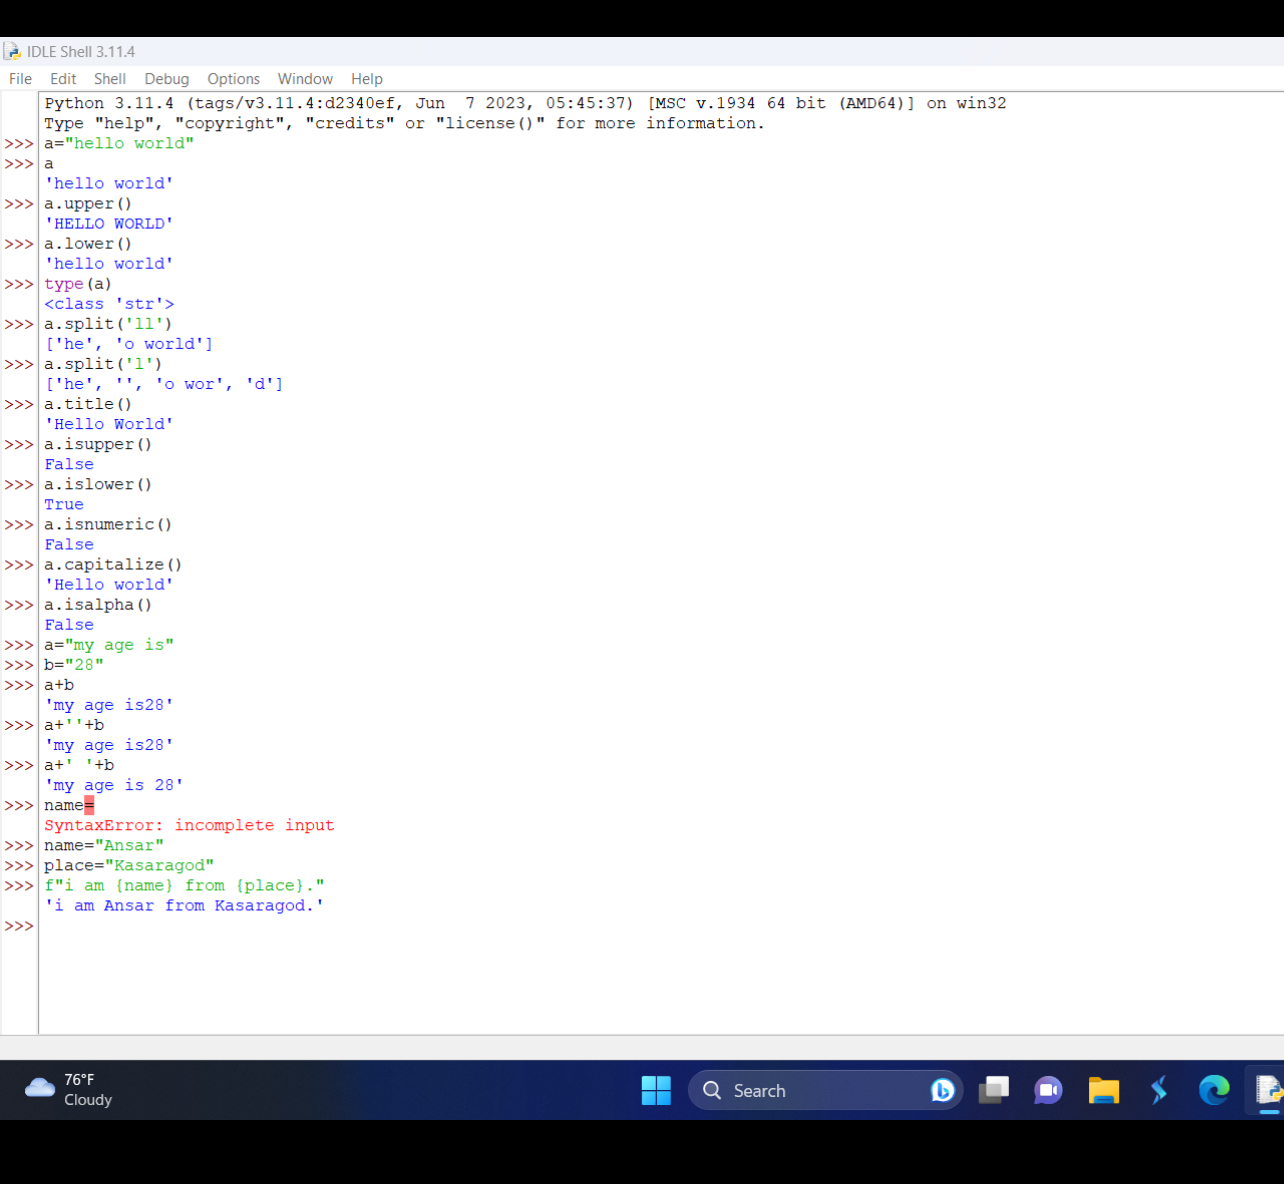 IDLE Shell 3.11.4
File Edit Shell Debug Options Window Help
Python 3.11.4 (tags/v3.11.4:d2340ef, Jun  7 2023, 05:45:37) [MSC v.1934 64 bit (AMD64)] on win32
Type "help", "copyright", "credits" or "license()" for more information.
>>> a="hello world"
>>> a
'hello world'
>>> a.upper()
'HELLO WORLD'
>>> a.lower()
'hello world'
>>> type(a)
<class 'str'>
>>> a.split('ll')
['he', 'o world']
>>> a.split('l')
['he', '', 'o wor', 'd']
>>> a.title()
'Hello World'
>>> a.isupper()
False
>>> a.islower()
True
>>> a.isnumeric()
False
>>> a.capitalize()
'Hello world'
>>> a.isalpha()
False
>>> a="my age is"
>>> b="28"
>>> a+b
'my age is28'
>>> a+''+b
'my age is28'
>>> a+' '+b
'my age is 28'
>>> name=
SyntaxError: incomplete input
>>> name="Ansar"
>>> place="Kasaragod"
>>> f"i am {name} from {place}."
'i am Ansar from Kasaragod.'
>>>
76°F
Cloudy
Search